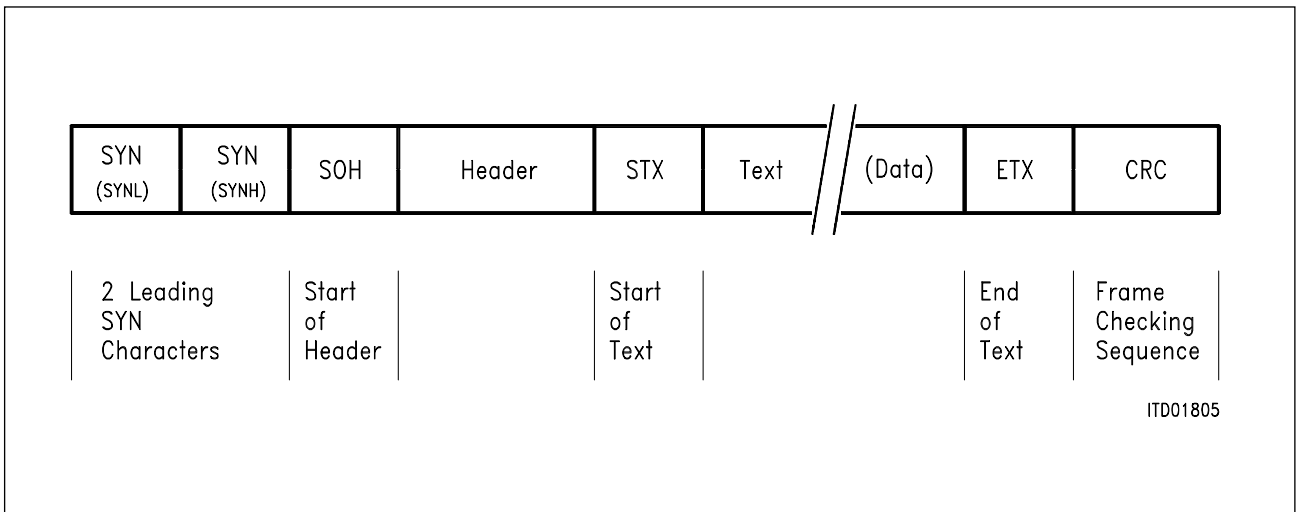 SYN SYN SOH Header STX Text (Data) ETX CRC
(SYNL) (SYNH)
2 Leading Start Start End Frame
SYN of of of Checking
Characters Header Text Text Sequence
ITD01805